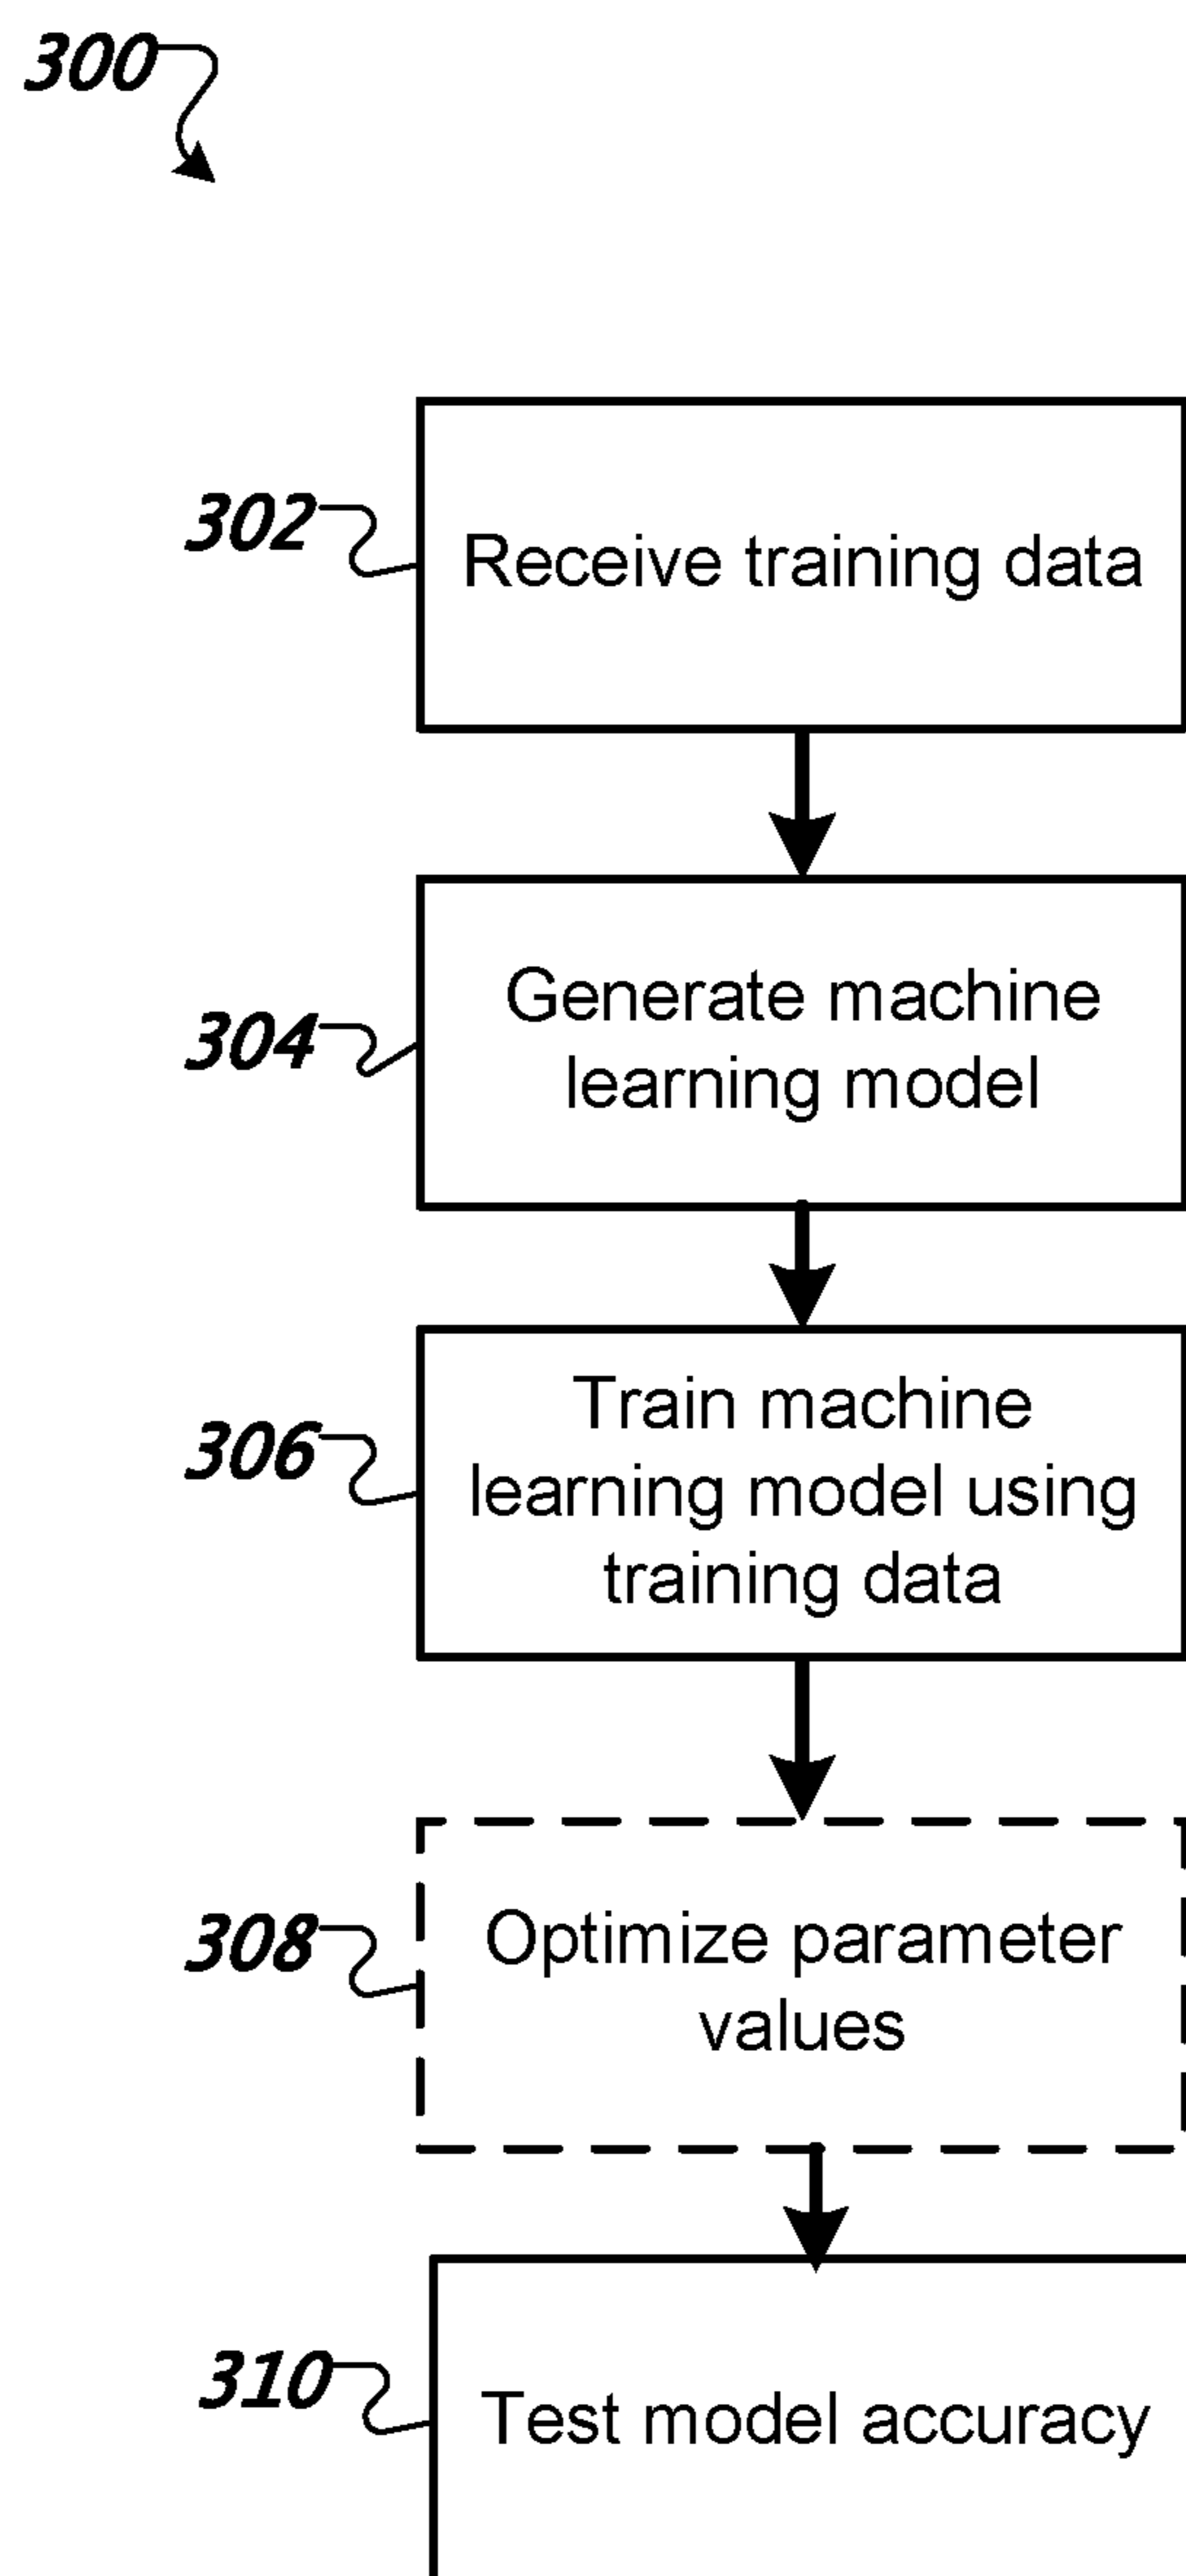 300
302
Receive training data
304
Generate machine
learning model
306
Train machine
learning model using
training data
308
Optimize parameter
values
310
Test model accuracy